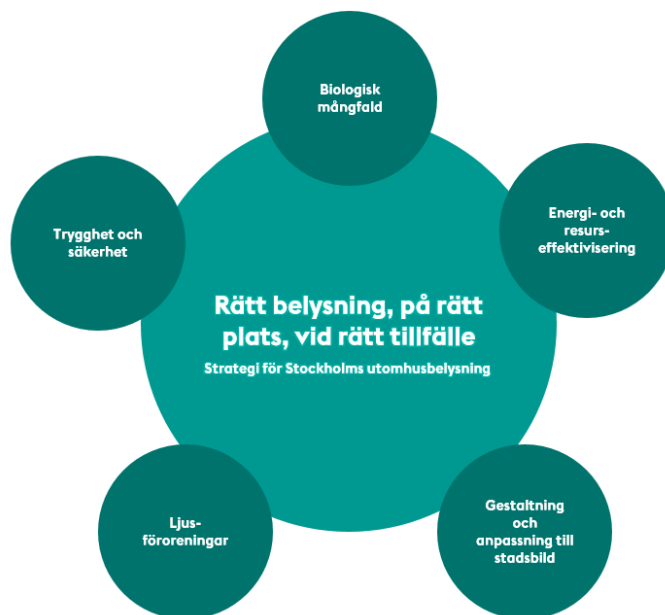 Biologisk
mångfald
Trygghet och
säkerhet
Energi- och
resurs-
effektivisering
Rätt belysning, på rätt
plats, vid rätt tillfälle
Strategi för Stockholms utomhusbelysning
Ljus-
föroreningar
Gestaltning
och
anpassning till
stadsbild